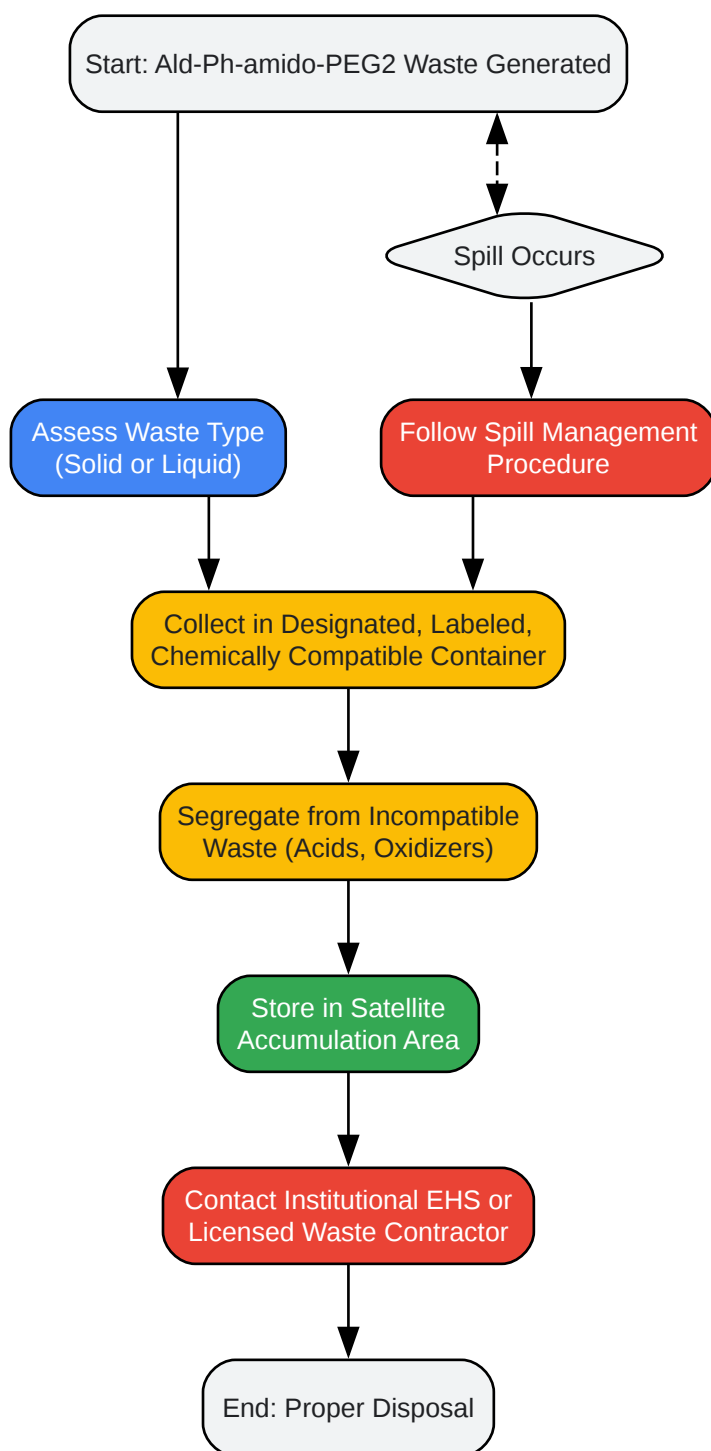 Start: Ald-Ph-amido-PEG2 Waste Generated
Spill Occurs
Assess Waste Type
(Solid or Liquid)
Follow Spill Management
Procedure
Collect in Designated, Labeled,
Chemically Compatible Container
Segregate from Incompatible
Waste (Acids, Oxidizers)
Store in Satellite
Accumulation Area
Contact Institutional EHS or
Licensed Waste Contractor
End: Proper Disposal